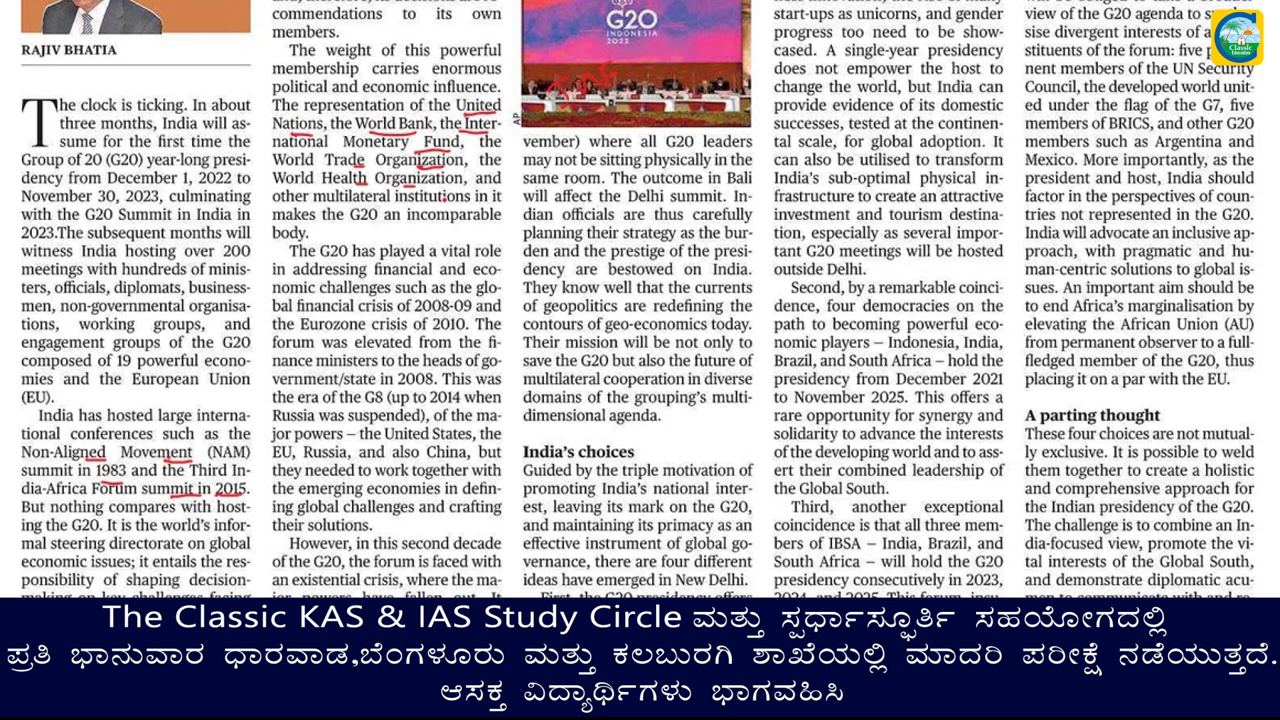 RAJIV BHATIA
The clock is ticking. In about
three months, India will as-
sume for the first time the
Group of 20 (G20) year-long presi-
dency from December 1, 2022 to
November 30, 2023, culminating
with the G20 Summit in India in
2023.The subsequent months will
witness India hosting over 200
meetings with hundreds of minis-
ters, officials, diplomats, business-
men, non-governmental organisa-
tions, working groups, and
engagement groups of the G20
composed of 19 powerful econo-
mies and the European Union
(EU).
India has hosted large interna-
tional conferences such as the
Non-Aligned Movement (NAM)
summit in 1983 and the Third In-
dia-Africa Forum summit in 2015.
But nothing compares with host-
ing the G20. It is the world's infor-
mal steering directorate on global
economic issues; it entails the res-
ponsibility of shaping decision-
making on key challenges facing
commendations to its own
members.
The weight of this powerful
membership carries enormous
political and economic influence.
The representation of the United
Nations, the World Bank, the Inter-
national Monetary Fund, the
World Trade Organization, the
World Health Organization, and
other multilateral institutions in it
makes the G20 an incomparable
body.
The G20 has played a vital role
in addressing financial and eco-
nomic challenges such as the glo-
bal financial crisis of 2008-09 and
the Eurozone crisis of 2010. The
forum was elevated from the fi-
nance ministers to the heads of go-
vernment/state in 2008. This was
the era of the G8 (up to 2014 when
Russia was suspended), of the ma-
jor powers – the United States, the
EU, Russia, and also China, but
they needed to work together with
the emerging economies in defin-
ing global challenges and crafting
their solutions.
However, in this second decade
of the G20, the forum is faced with
an existential crisis, where the ma-
jor powers have fallen out. It
G20
INDONESIA
2022
AP
vember) where all G20 leaders
may not be sitting physically in the
same room. The outcome in Bali
will affect the Delhi summit. In-
dian officials are thus carefully
planning their strategy as the bur-
den and the prestige of the presi-
dency are bestowed on India.
They know well that the currents
of geopolitics are redefining the
contours of geo-economics today.
Their mission will be not only to
save the G20 but also the future of
multilateral cooperation in diverse
domains of the grouping's multi-
dimensional agenda.
India's choices
Guided by the triple motivation of
promoting India's national inter-
est, leaving its mark on the G20,
and maintaining its primacy as an
effective instrument of global go-
vernance, there are four different
ideas have emerged in New Delhi.
First, the G20 presidency offers
start-ups as unicorns, and gender
progress too need to be show-
cased. A single-year presidency
does not empower the host to
change the world, but India can
provide evidence of its domestic
successes, tested at the continen-
tal scale, for global adoption. It
can also be utilised to transform
India's sub-optimal physical in-
frastructure to create an attractive
investment and tourism destina-
tion, especially as several impor-
tant G20 meetings will be hosted
outside Delhi.
Second, by a remarkable coinci-
dence, four democracies on the
path to becoming powerful eco-
nomic players – Indonesia, India,
Brazil, and South Africa – hold the
presidency from December 2021
to November 2025. This offers a
rare opportunity for synergy and
solidarity to advance the interests
of the developing world and to ass-
ert their combined leadership of
the Global South.
Third, another exceptional
coincidence is that all three mem-
bers of IBSA – India, Brazil, and
South Africa – will hold the G20
presidency consecutively in 2023,
2024, and 2025. This forum,
view of the G20 agenda to
sise divergent interests of
stituents of the forum: five
nent members of the UN Security
Council, the developed world unit-
ed under the flag of the G7, five
members of BRICS, and other G20
members such as Argentina and
Mexico. More importantly, as the
president and host, India should
factor in the perspectives of coun-
tries not represented in the G20.
India will advocate an inclusive ap-
proach, with pragmatic and hu-
man-centric solutions to global is-
sues. An important aim should be
to end Africa's marginalisation by
elevating the African Union (AU)
from permanent observer to a full-
fledged member of the G20, thus
placing it on a par with the EU.
A parting thought
These four choices are not mutual-
ly exclusive. It is possible to weld
them together to create a holistic
and comprehensive approach for
the Indian presidency of the G20.
The challenge is to combine an In-
dia-focused view, promote the vi-
tal interests of the Global South,
and demonstrate diplomatic acu-
Classic
Education
The Classic KAS & IAS Study Circle ಮತ್ತು ಸ್ಪರ್ಧಾಸ್ಫೂರ್ತಿ ಸಹಯೋಗದಲ್ಲಿ
ಪ್ರತಿ ಭಾನುವಾರ ಧಾರವಾಡ,ಬೆಂಗಳೂರು ಮತ್ತು ಕಲಬುರಗಿ ಶಾಖೆಯಲ್ಲಿ ಮಾದರಿ ಪರೀಕ್ಷೆ ನಡೆಯುತ್ತದೆ.
ಆಸಕ್ತ ವಿದ್ಯಾರ್ಥಿಗಳು ಭಾಗವಹಿಸಿ